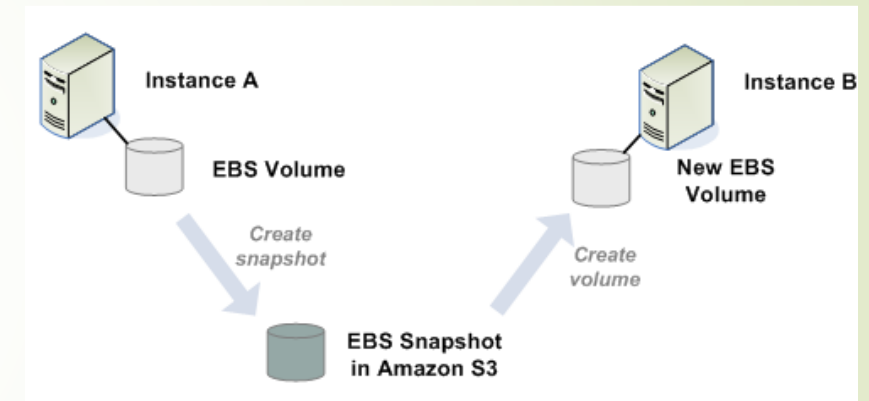 Instance A
EBS Volume
Create
snapshot
EBS Snapshot
in Amazon S3
Create
volume
New EBS
Volume
Instance B